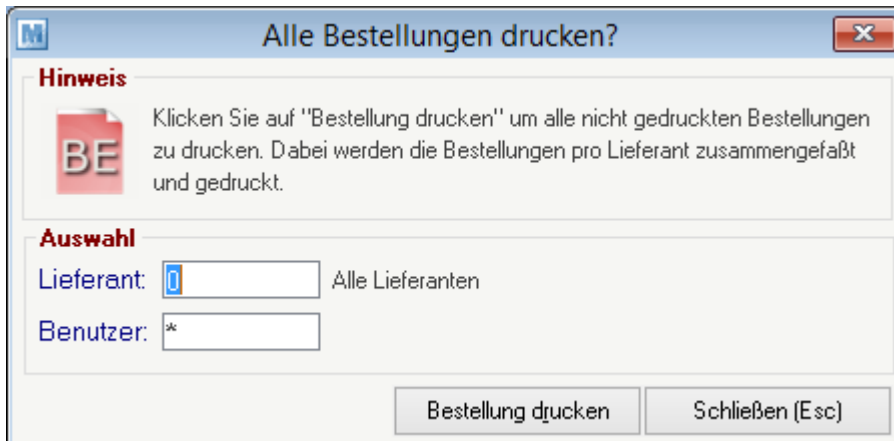 M
Alle Bestellungen drucken?
Hinweis
BE
Klicken Sie auf "Bestellung drucken" um alle nicht gedruckten Bestellungen
zu drucken. Dabei werden die Bestellungen pro Lieferant zusammengefaßt
und gedruckt.
Auswahl
Lieferant: 0 Alle Lieferanten
Benutzer: *
Bestellung drucken Schließen (Esc)